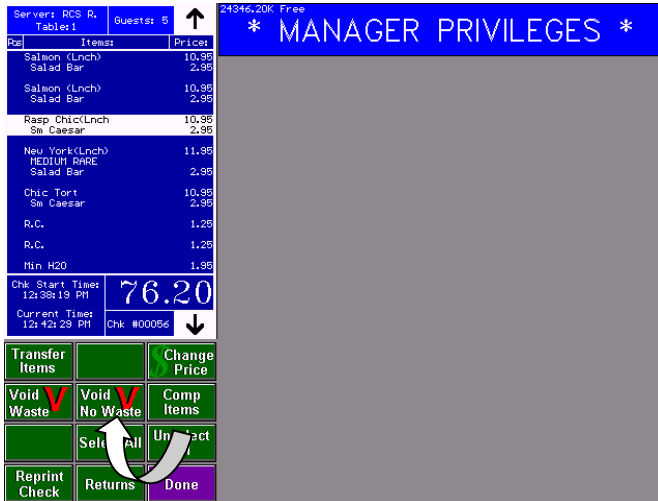 Server: RCS R.
Table:1
Guests: 5
24346.20K Free
* MANAGER PRIVILEGES *
Pos Items: Price:
Salmon (Lnch) 10.95
Salad Bar 2.95
Salmon (Lnch) 10.95
Salad Bar 2.95
Rasp Chic(Lnch 10.95
Sm Caesar 2.95
New York(Lnch) 11.95
MEDIUM RARE
Salad Bar 2.95
Chic Tort 10.95
Sm Caesar 2.95
R.C. 1.25
R.C. 1.25
Min H2O 1.95
Chk Start Time:
12:38:19 PM
76.20
Current Time:
12:42:29 PM
Chk #00056
Transfer
Items
$Change
Price
Void V
Waste
Void V
No Waste
Comp
Items
Reprint
Check
Returns
Done